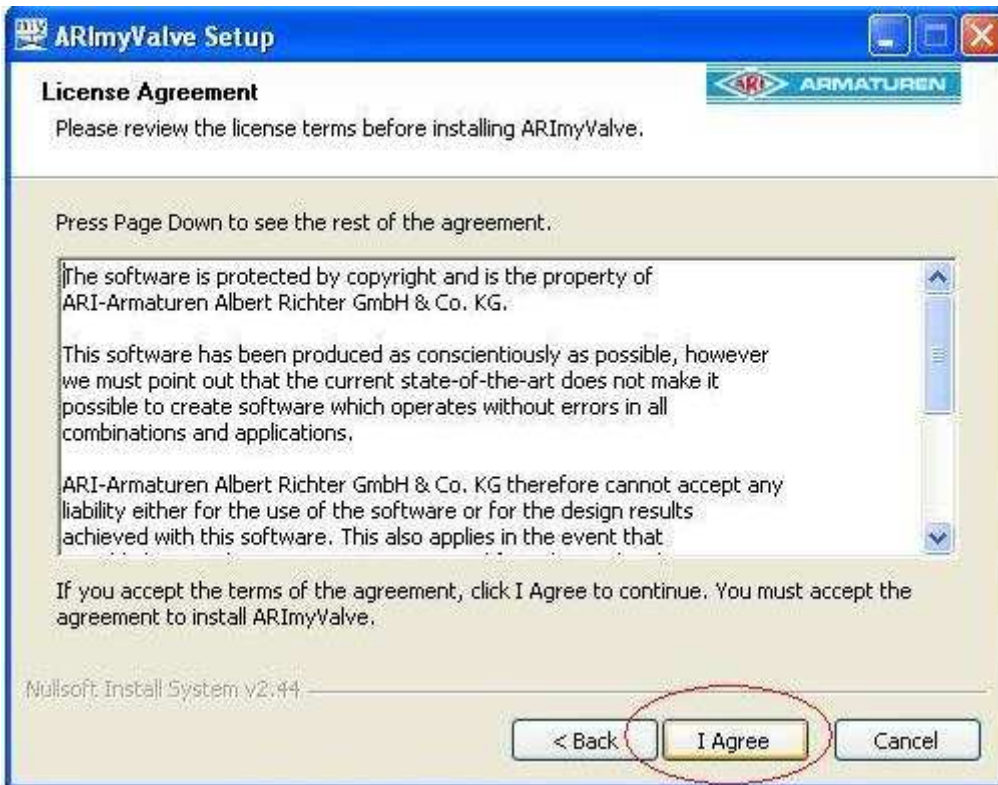 ARImyValve Setup
License Agreement
ARI ARMATUREN
Please review the license terms before installing ARImyValve.
Press Page Down to see the rest of the agreement.
The software is protected by copyright and is the property of
ARI-Armaturen Albert Richter GmbH & Co. KG.
This software has been produced as conscientiously as possible, however
we must point out that the current state-of-the-art does not make it
possible to create software which operates without errors in all
combinations and applications.
ARI-Armaturen Albert Richter GmbH & Co. KG therefore cannot accept any
liability either for the use of the software or for the design results
achieved with this software. This also applies in the event that
If you accept the terms of the agreement, click I Agree to continue. You must accept the
agreement to install ARImyValve.
Nullsoft Install System v2.44
< Back
I Agree
Cancel